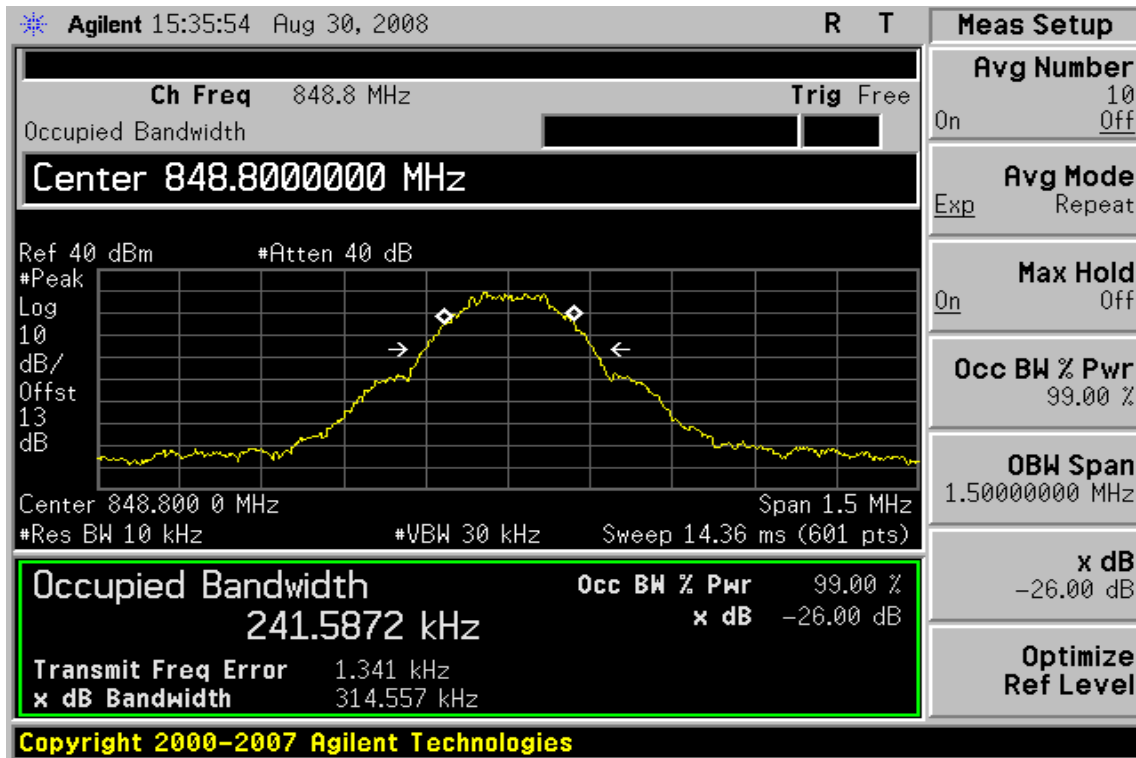 Agilent 15:35:54 Aug 30, 2008 R T
Ch Freq 848.8 MHz Trig Free
Occupied Bandwidth
Center 848.8000000 MHz
Ref 40 dBm #Atten 40 dB
#Peak
Log
10
dB/
Offst
13
dB
Center 848.800 0 MHz Span 1.5 MHz
#Res BW 10 kHz #VBW 30 kHz Sweep 14.36 ms (601 pts)
Occupied Bandwidth Occ BW % Pwr 99.00 %
241.5872 kHz x dB -26.00 dB
Transmit Freq Error 1.341 kHz
x dB Bandwidth 314.557 kHz
Copyright 2000-2007 Agilent Technologies
Meas Setup
Avg Number
10
On Off
Avg Mode
Exp Repeat
Max Hold
On Off
Occ BW % Pwr
99.00 %
OBW Span
1.50000000 MHz
x dB
-26.00 dB
Optimize
Ref Level